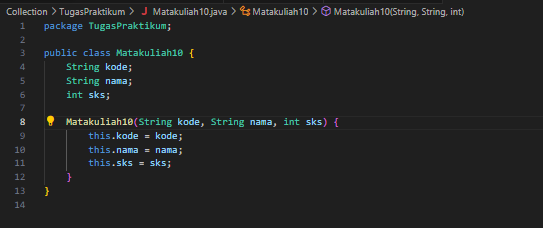 Collection > TugasPraktikum > J Matakuliah10.java > Matakuliah10 > Matakuliah10(String, String, int)
1 package TugasPraktikum;
2
3 public class Matakuliah10 {
4 String kode;
5 String nama;
6 int sks;
7
8 Matakuliah10(String kode, String nama, int sks) {
9 this.kode = kode;
10 this.nama = nama;
11 this.sks = sks;
12 }
13 }
14